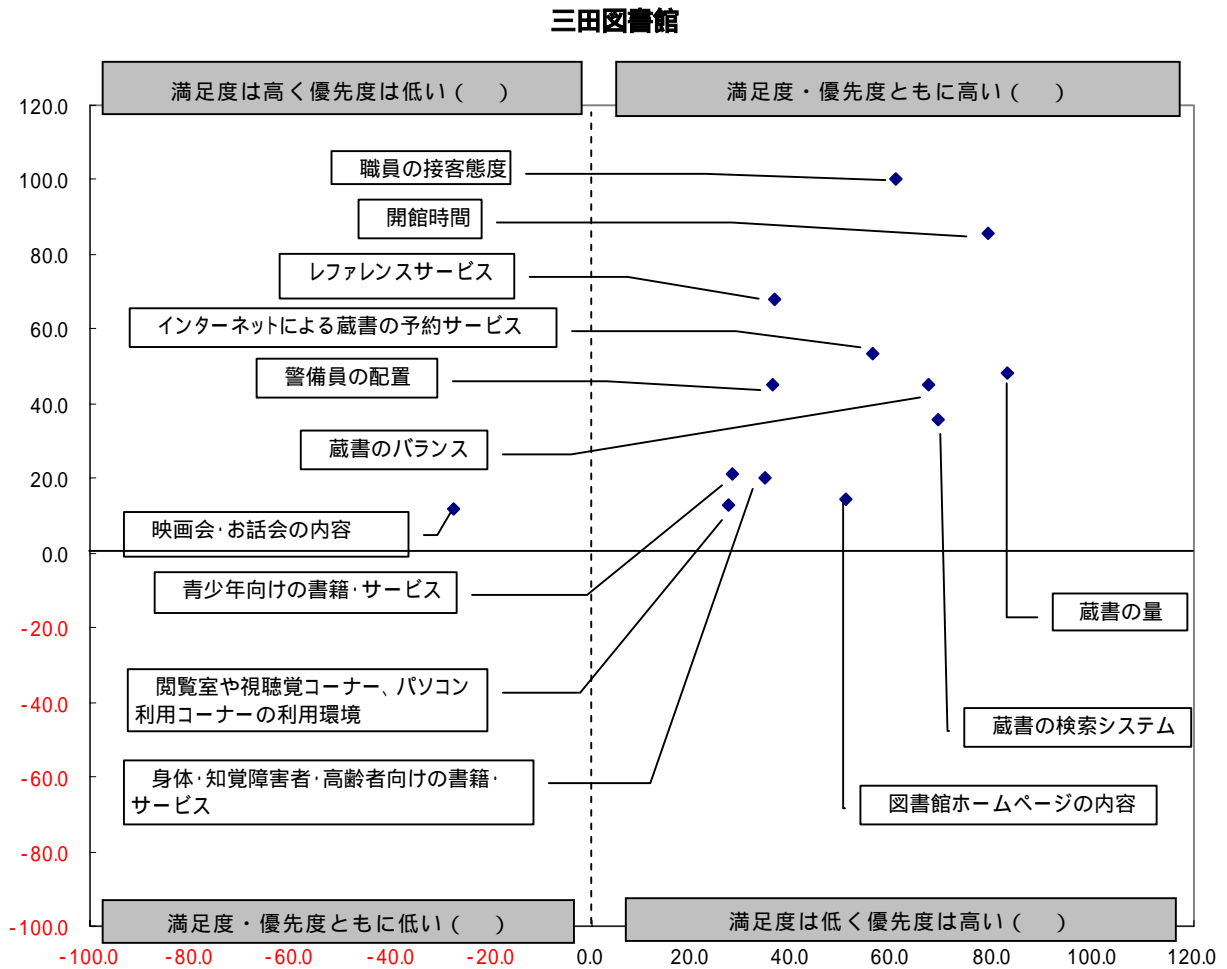 三田図書館
満足度は高く優先度は低い(　)
満足度・優先度ともに高い(　)
120.0
100.0
80.0
60.0
40.0
20.0
0.0
-20.0
-40.0
-60.0
-80.0
-100.0
職員の接客態度
開館時間
レファレンスサービス
インターネットによる蔵書の予約サービス
警備員の配置
蔵書のバランス
映画会・お話会の内容
青少年向けの書籍・サービス
蔵書の量
閲覧室や視聴覚コーナー、パソコン
利用コーナーの利用環境
蔵書の検索システム
身体・知覚障害者・高齢者向けの書籍・
サービス
図書館ホームページの内容
満足度・優先度ともに低い(　)
満足度は低く優先度は高い(　)
-100.0 -80.0 -60.0 -40.0 -20.0 0.0 20.0 40.0 60.0 80.0 100.0 120.0